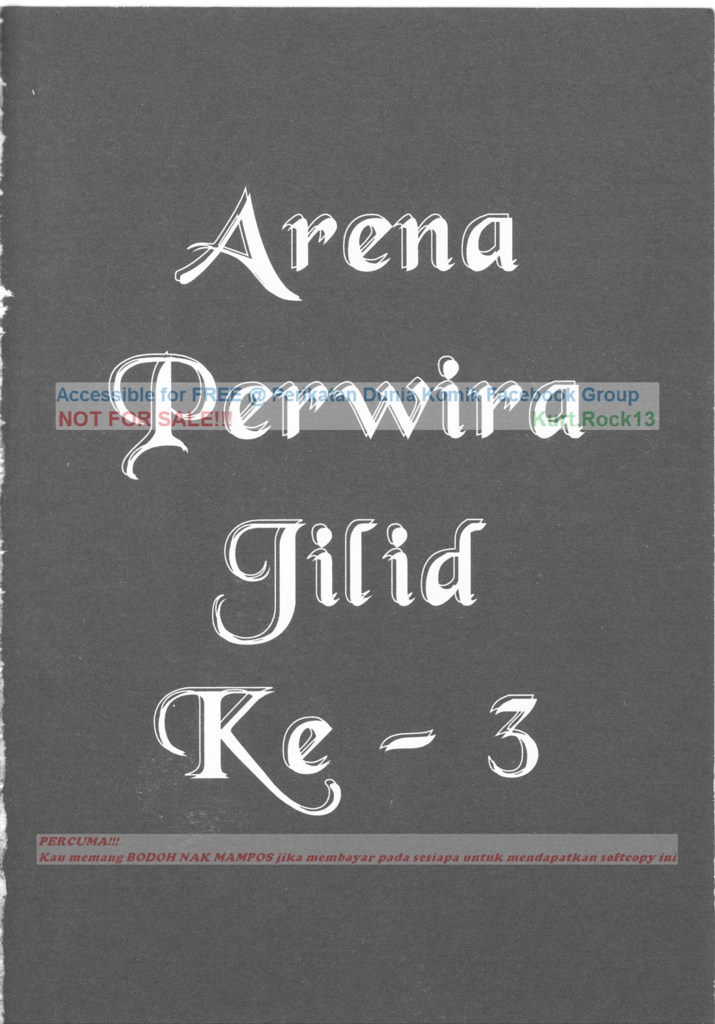 Arena
Perwira
Accessible for FREE @ Perikatan Dunia Komik Facebook Group
NOT FOR SALE!!! Kurt.Rock13
Jilid
Ke - 3
PERCUMA!!!
Kau memang BODOH NAK MAMPOS jika membayar pada sesiapa untuk mendapatkan softcopy ini